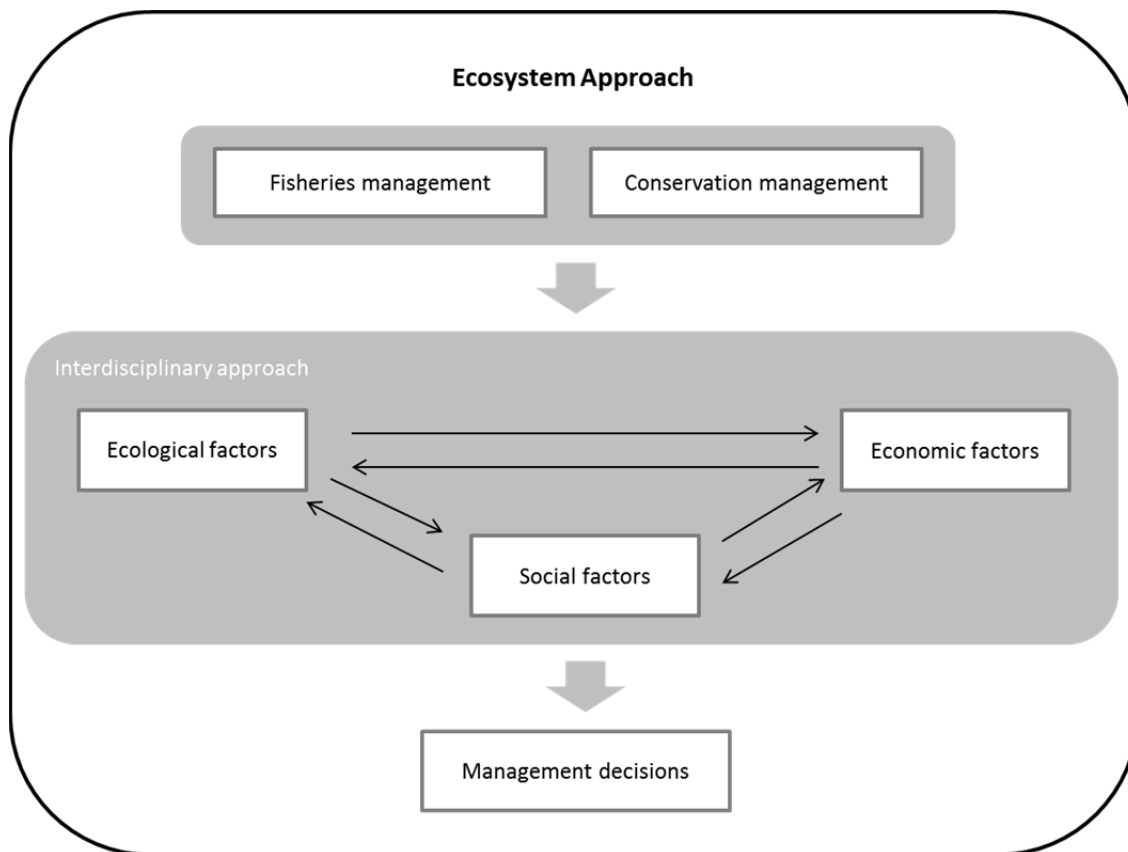 Ecosystem Approach
Fisheries management
Conservation management
Interdisciplinary approach
Ecological factors
Economic factors
Social factors
Management decisions